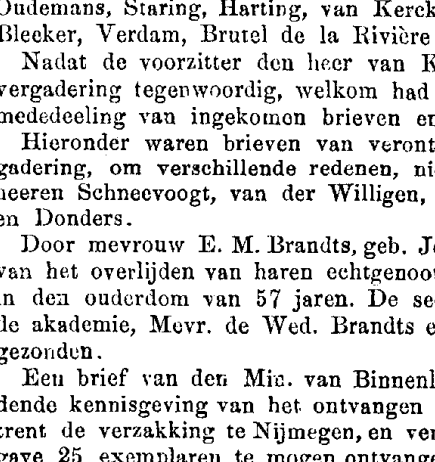 Oudemans, Staring, Harting, van Kerck
Bleeker, Verdam, Brutel de la Rivière
Nadat de voorzitter den heer van K
vergadering tegenwoordig, welkom had
mededeeling van ingekomen brieven en
Hieronder waren brieven van veront
gadering, om verschillende redenen, ni
heeren Schneevoogt, van der Willigen,
en Donders.
Door mevrouw E. M. Brandts, geb. Jo
van het overlijden van haren echtgenoo
in den ouderdom van 57 jaren. De se
de akademie, Mevr. de Wed. Brandts e
gezonden.
Een brief van den Min. van Binnenl
dende kennisgeving van het ontvangen
trent de verzakking te Nijmegen, en ver
gave 25 exemplaren te mogen ontvange